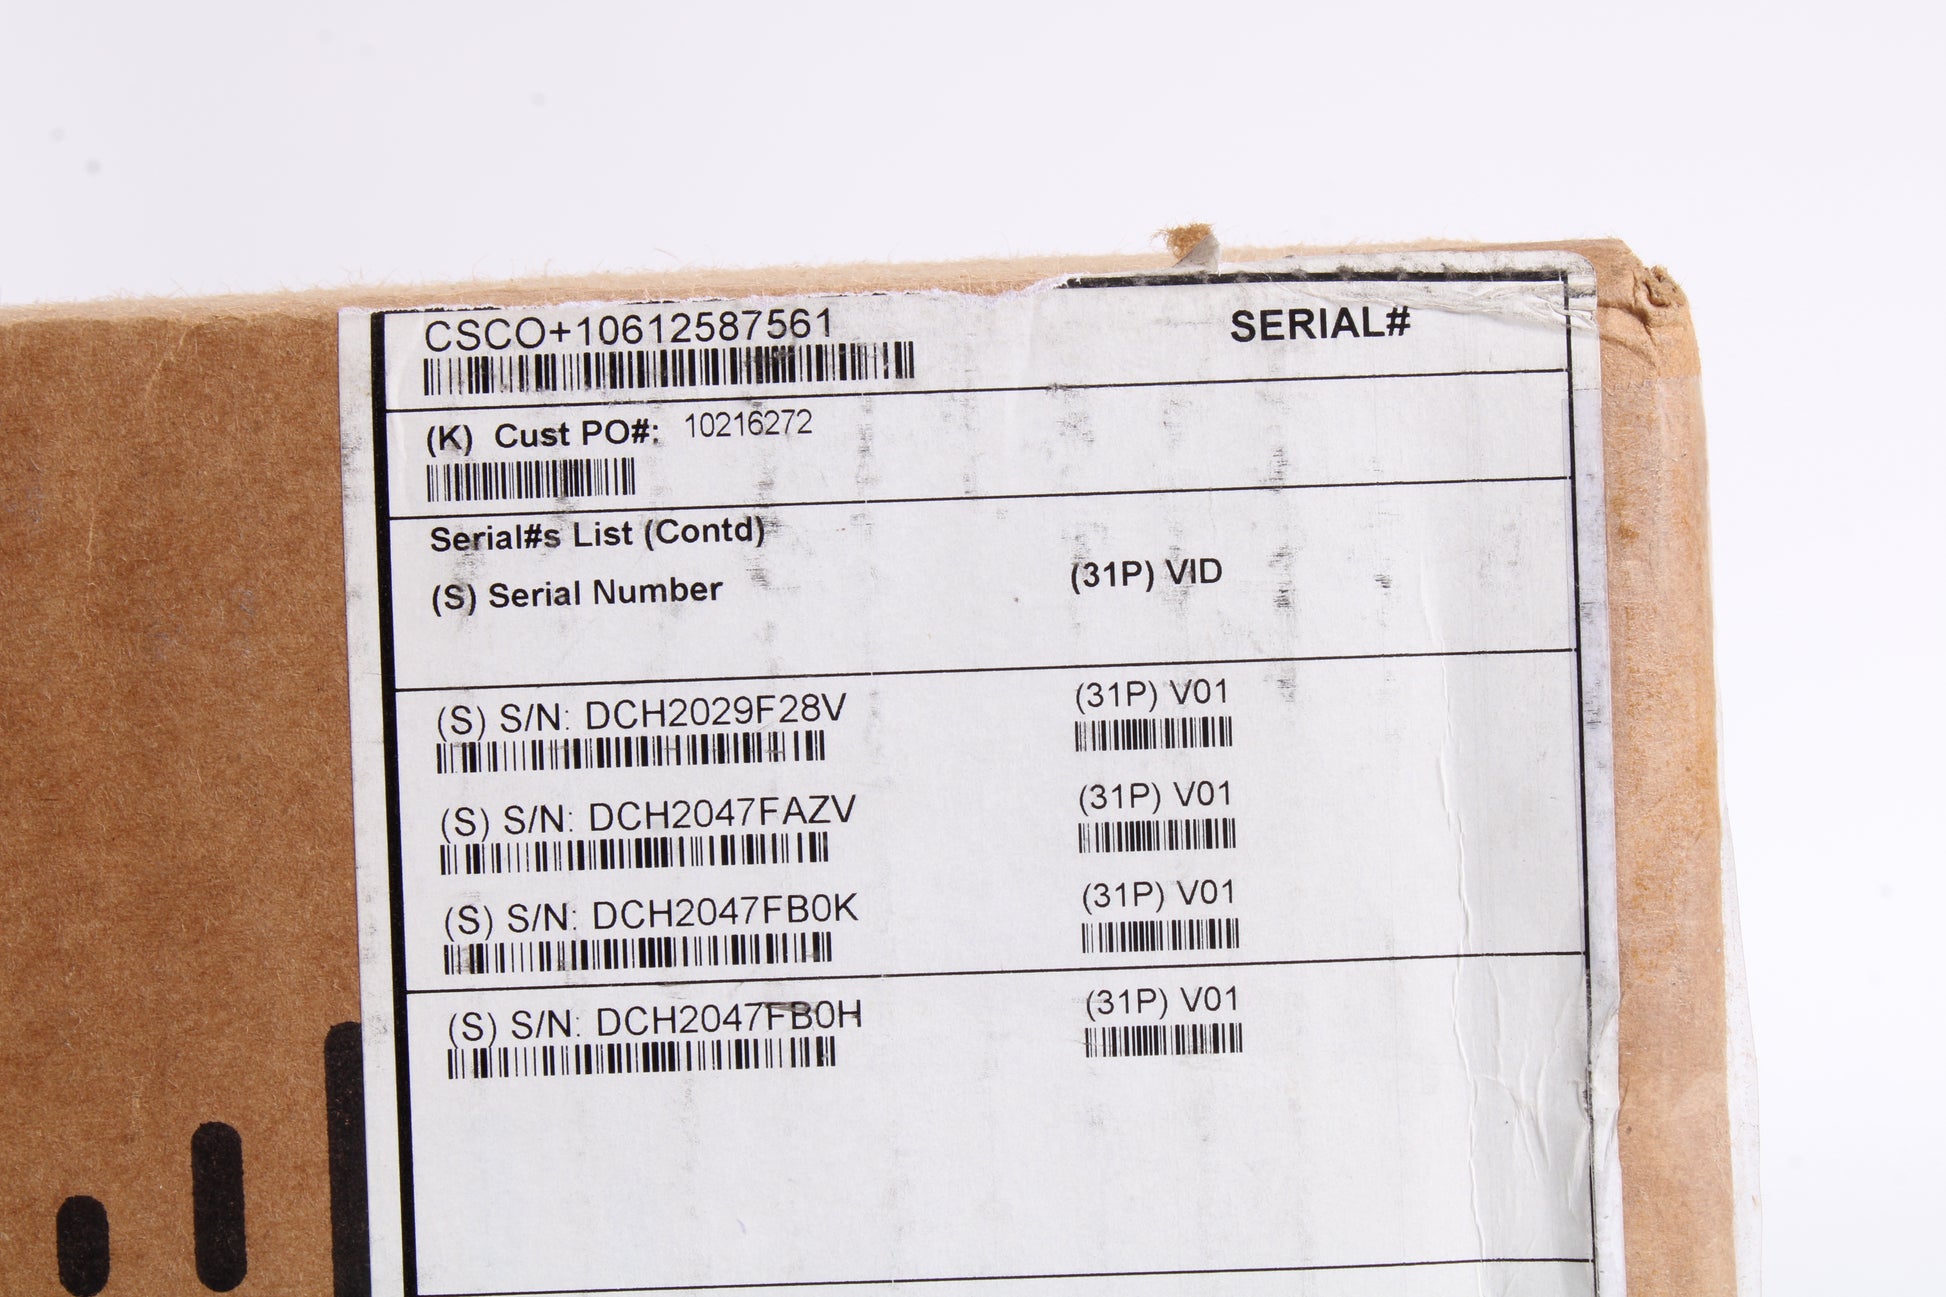 CSCO+10612587561
SERIAL#
(K) Cust PO#: 10216272
Serial#s List (Contd)
(S) Serial Number
(31P) VID
(S) S/N: DCH2029F28V
(31P) V01
(S) S/N: DCH2047FAZV
(31P) V01
(S) S/N: DCH2047FB0K
(31P) V01
(S) S/N: DCH2047FB0H
(31P) V01